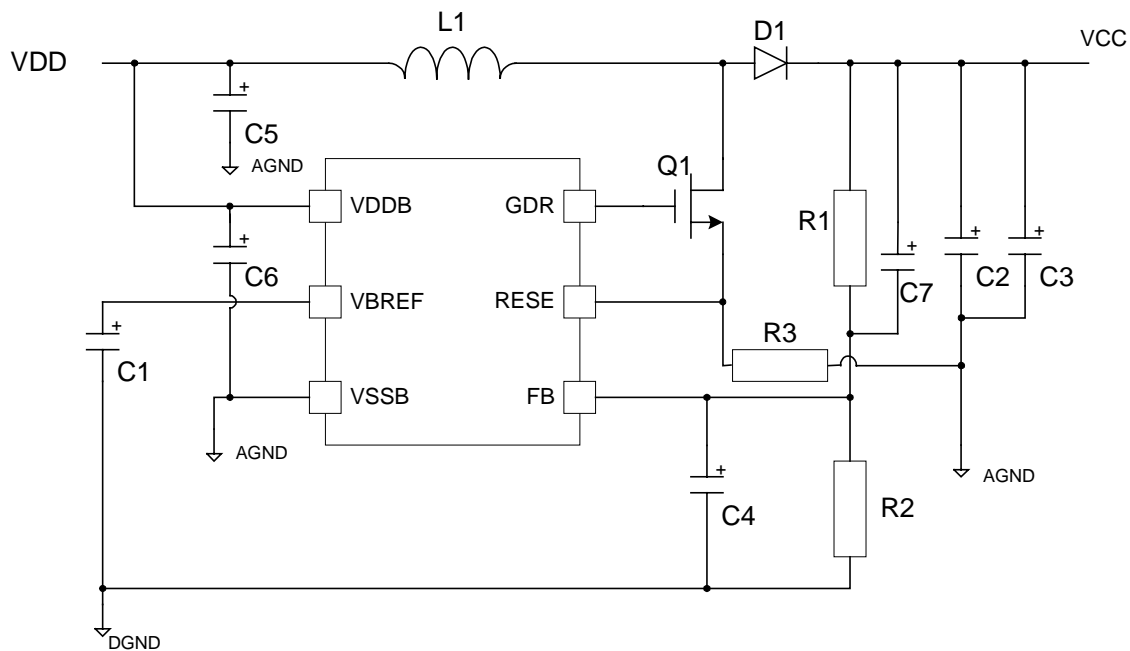 L1
D1
VCC
VDD
+
C5
AGND
Q1
VDDB
GDR
R1
+
C6
+
C7
+
C2
+
C3
VBREF
RESE
+
C1
R3
VSSB
FB
AGND
+
C4
R2
AGND
DGND